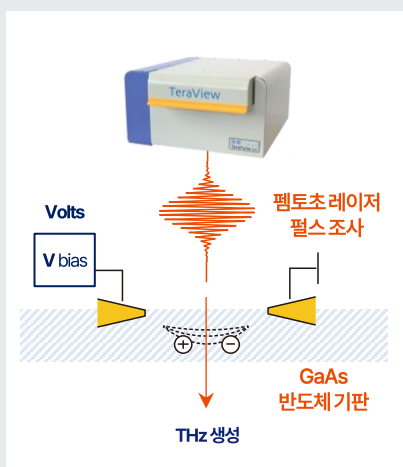 TeraView
TeraView
Volts
펨토초 레이저
펄스 조사
V bias
+
−
GaAs
반도체 기판
THz 생성